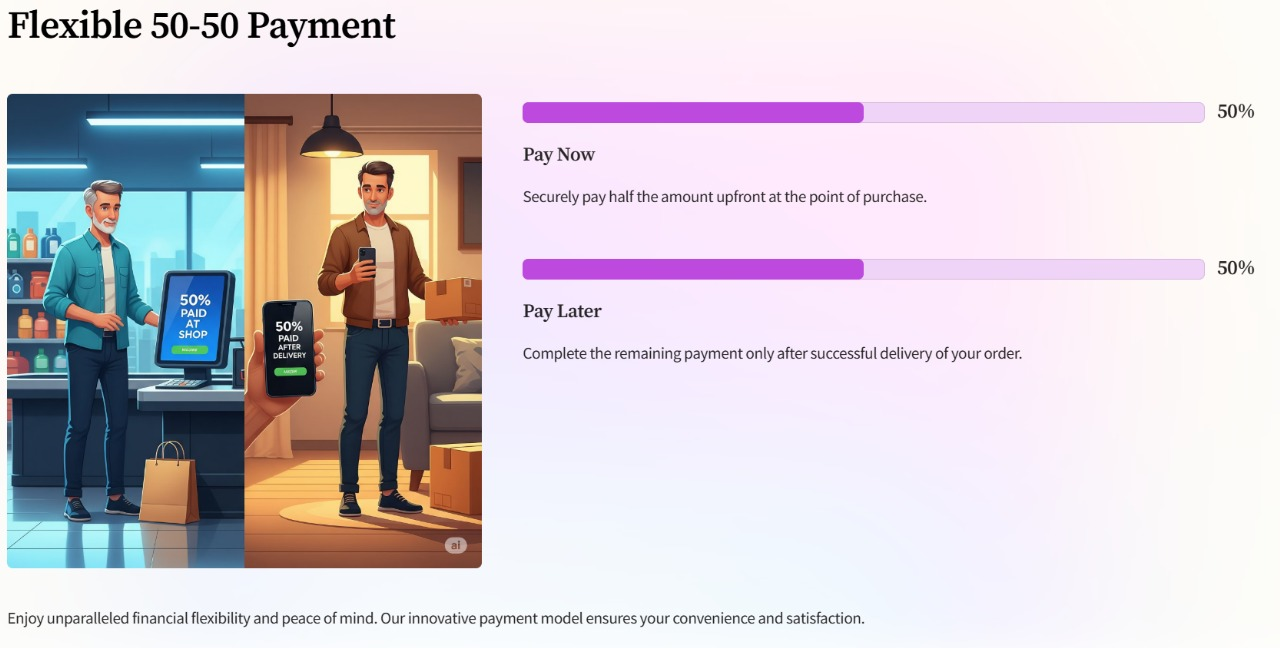 Flexible 50-50 Payment
50%
PAID
AT
SHOP
50%
PAID
AFTER
DELIVERY
ai
50%
Pay Now
Securely pay half the amount upfront at the point of purchase.
50%
Pay Later
Complete the remaining payment only after successful delivery of your order.
Enjoy unparalleled financial flexibility and peace of mind. Our innovative payment model ensures your convenience and satisfaction.